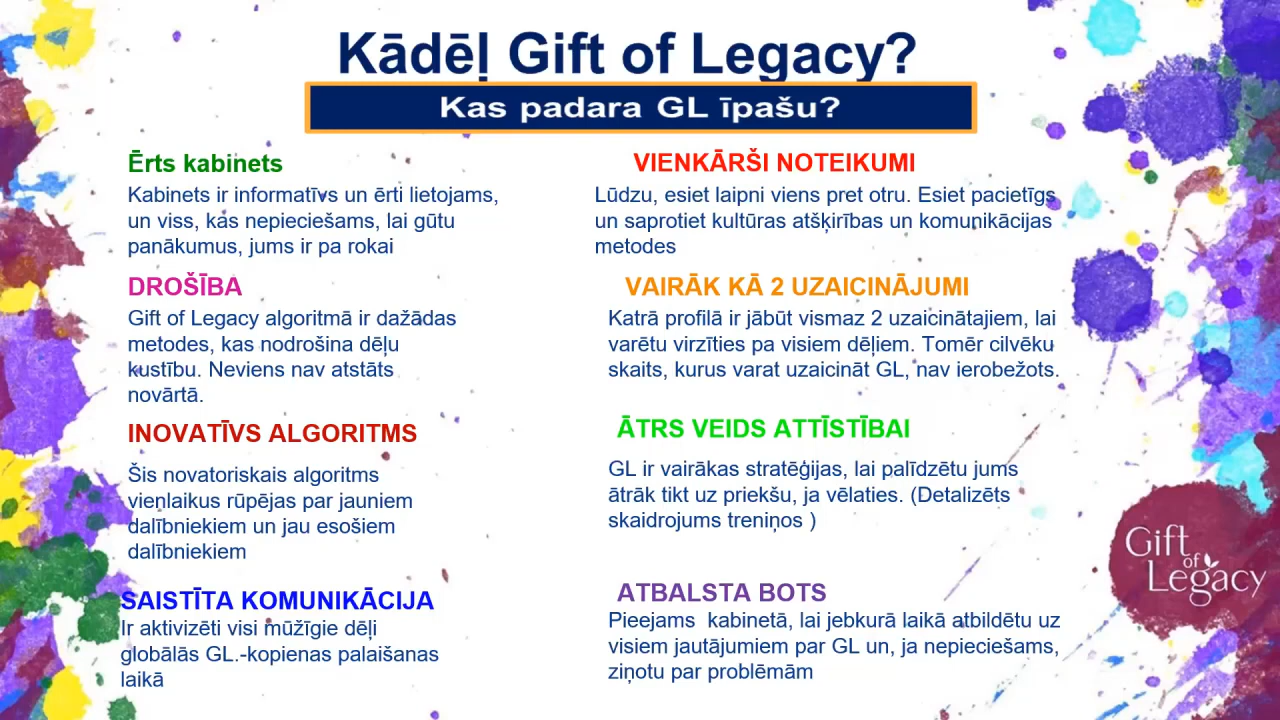 Kādēļ Gift of Legacy?
Kas padara GL īpašu?
Ērts kabinets
Kabinets ir informatīvs un ērti lietojams,
un viss, kas nepieciešams, lai gūtu
panākumus, jums ir pa rokai
DROŠĪBA
Gift of Legacy algoritmā ir dažādas
metodes, kas nodrošina dēļu
kustību. Neviens nav atstāts
novārtā.
INOVATĪVS ALGORITMS
Šis novatoriskais algoritms
vienlaikus rūpējas par jauniem
dalībniekiem un jau esošiem
dalībniekiem
SAISTĪTA KOMUNIKĀCIJA
Ir aktivizēti visi mūžīgie dēļi
globālās GL.-kopienas palaišanas
laikā
VIENKĀRŠI NOTEIKUMI
Lūdzu, esiet laipni viens pret otru. Esiet pacietīgs
un saprotiet kultūras atšķirības un komunikācijas
metodes
VAIRĀK KĀ 2 UZAICINĀJUMI
Katrā profilā ir jābūt vismaz 2 uzaicinātajiem, lai
varētu virzīties pa visiem dēļiem. Tomēr cilvēku
skaits, kurus varat uzaicināt GL, nav ierobežots.
ĀTRS VEIDS ATTĪSTĪBAI
GL ir vairākas stratēģijas, lai palīdzētu jums
ātrāk tikt uz priekšu, ja vēlaties. (Detalizēts
skaidrojums treniņos )
ATBALSTA BOTS
Pieejams kabinetā, lai jebkurā laikā atbildētu uz
visiem jautājumiem par GL un, ja nepieciešams,
ziņotu par problēmām
Gift
of
Legacy